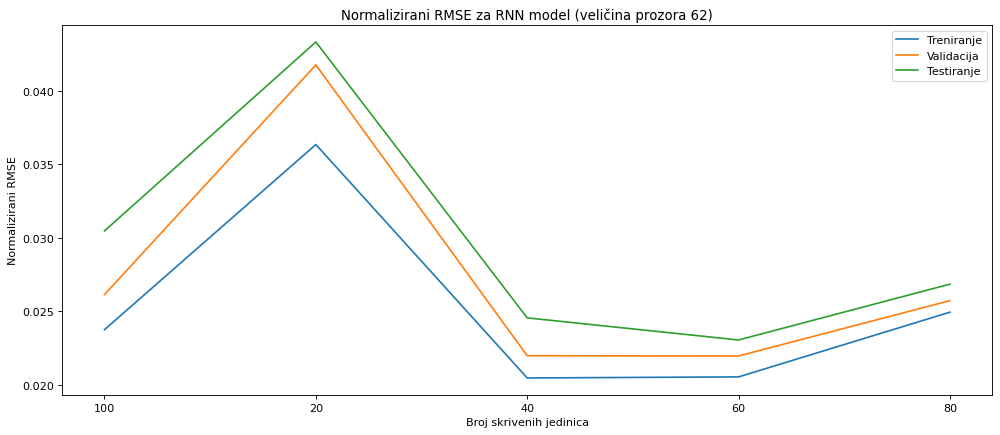 Normalizirani RMSE za RNN model (veličina prozora 62)
Treniranje
Validacija
Testiranje
Normalizirani RMSE
0.040
0.035
0.030
0.025
0.020
100 20 40 60 80
Broj skrivenih jedinica